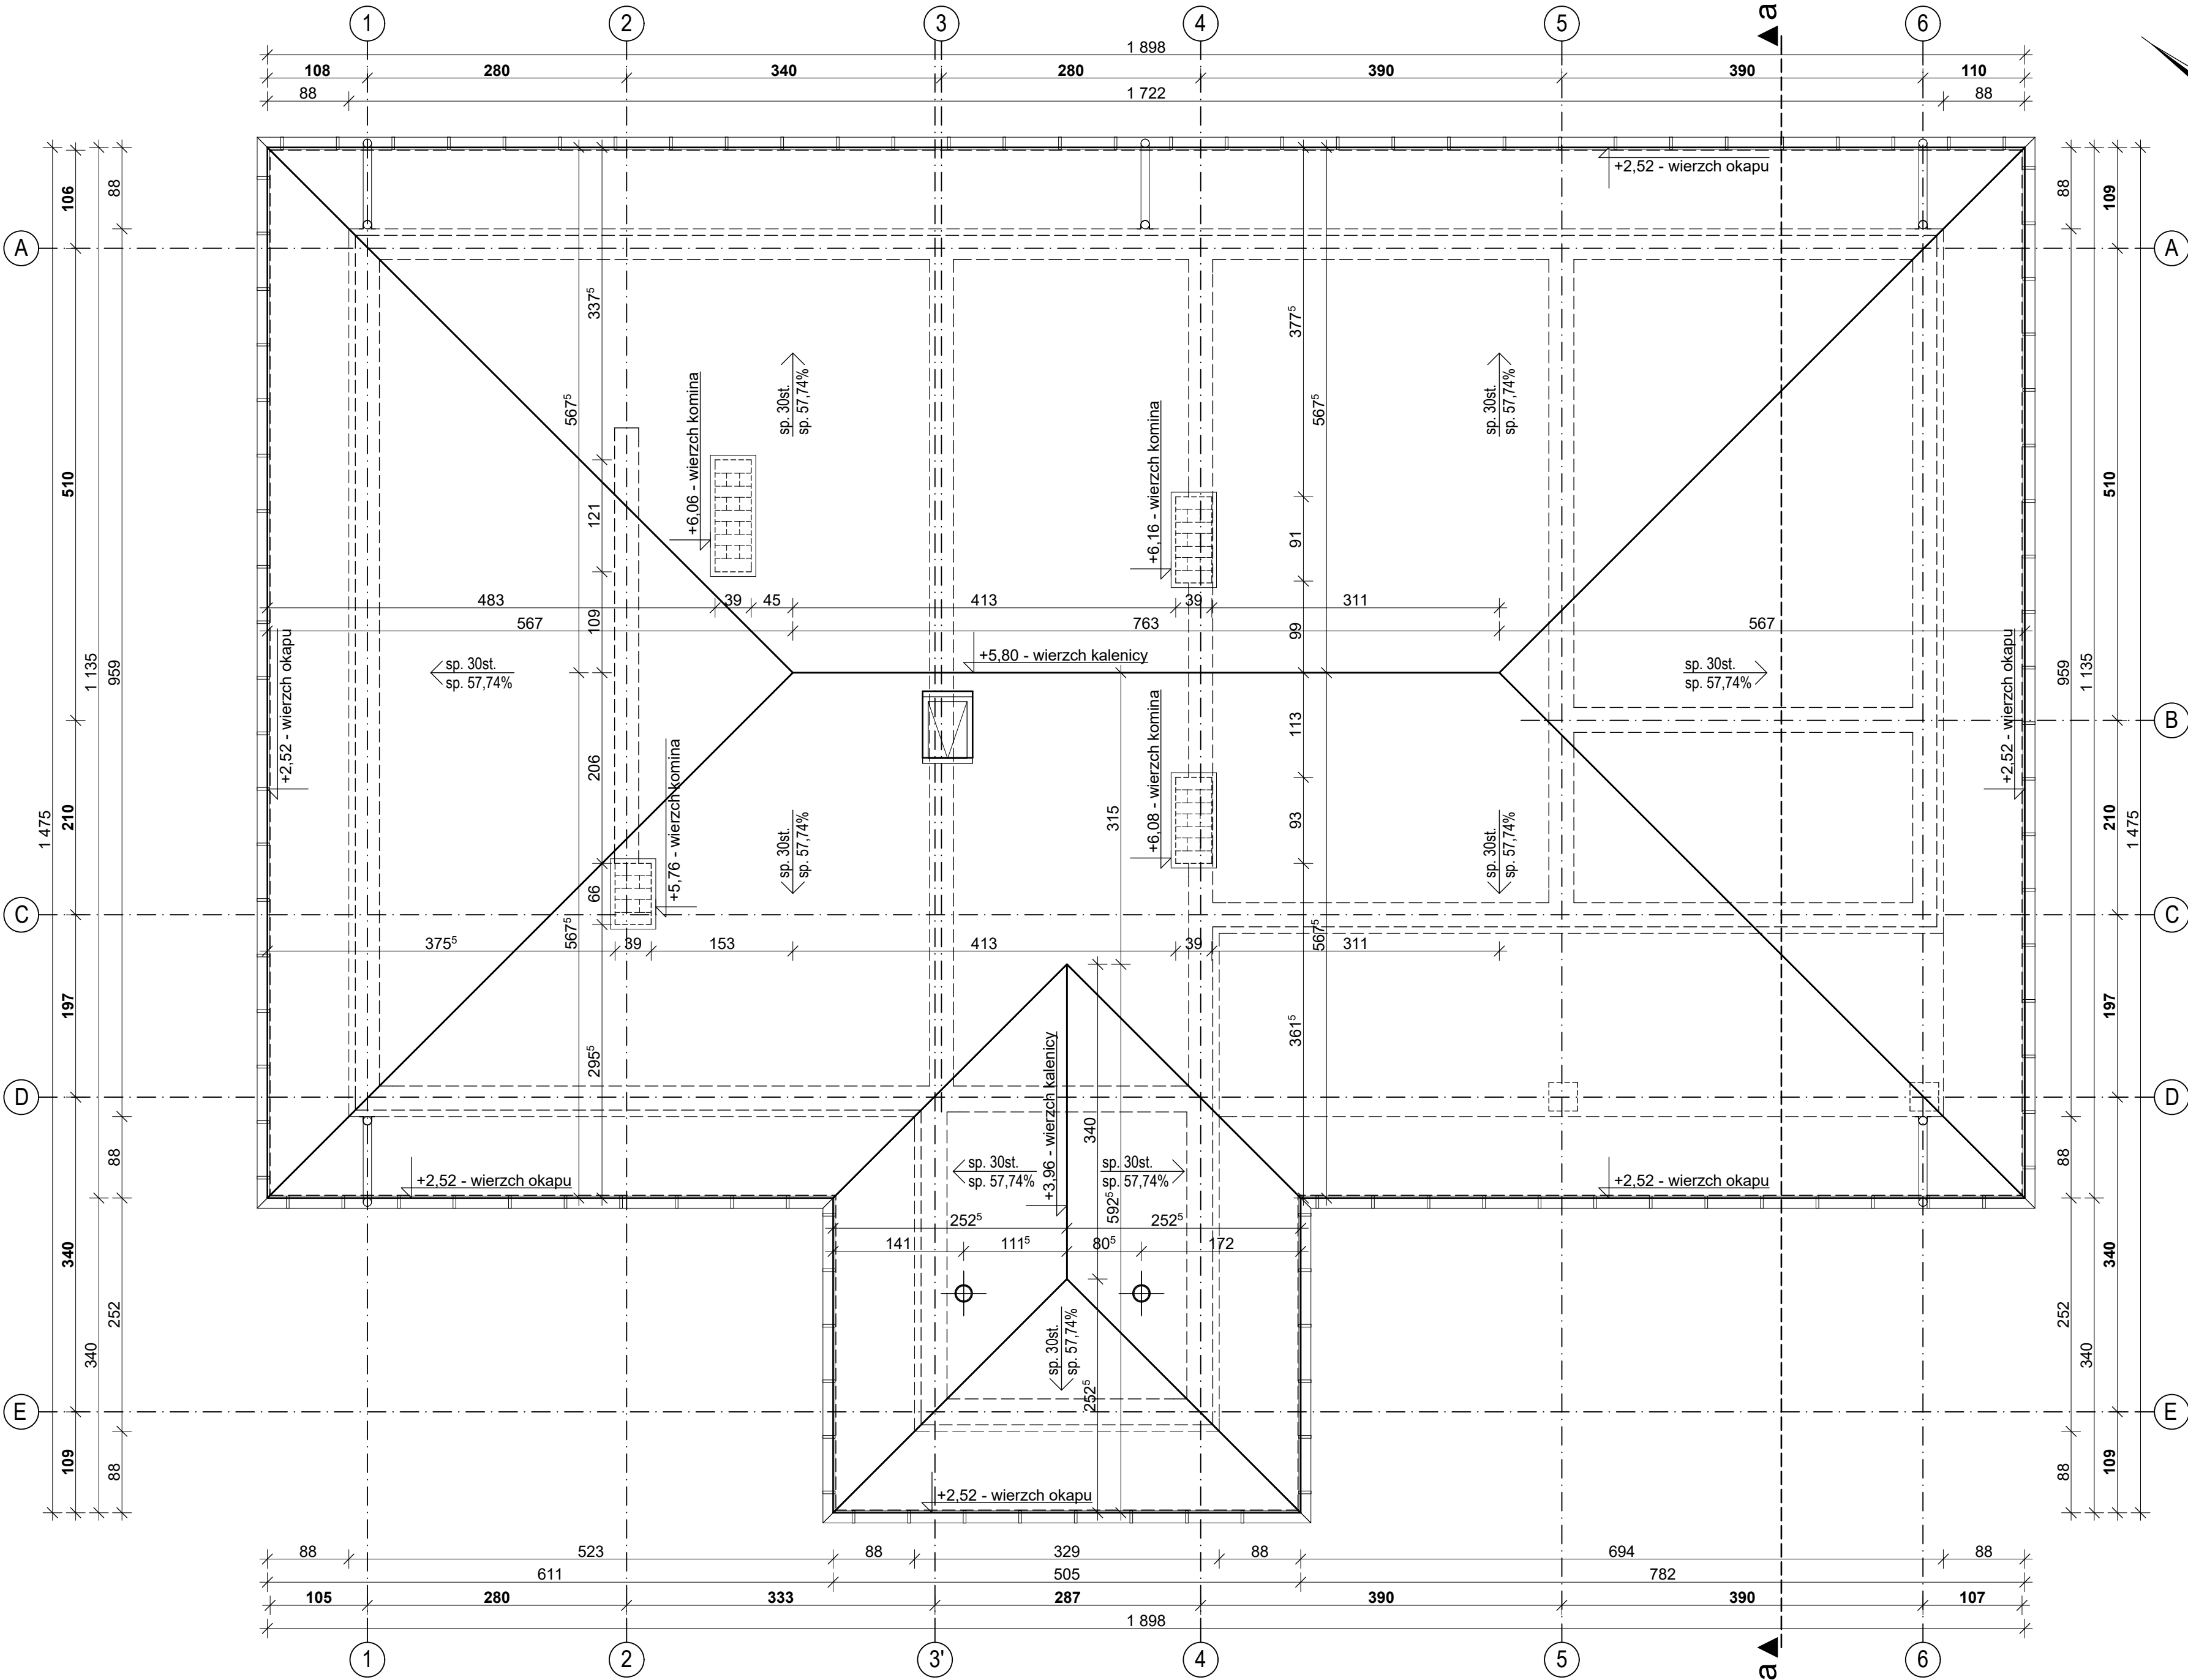 1 2 3 4 5 6
a
1 898
108 280 340 280 390 390 110
88 1 722 88
+2,52 - wierzch okapu
88 88
106 109
A A
337⁵ 377⁵
567⁵ 567⁵
sp. 30st.
sp. 57,74%
sp. 30st.
sp. 57,74%
+6,06 - wierzch komina
+6,16 - wierzch komina
510 510
121 91
483 39 45 413 39 311
109 99
567 763 567
+2,52 - wierzch okapu
+5,80 - wierzch kalenicy
+2,52 - wierzch okapu
sp. 30st.
sp. 57,74%
sp. 30st.
sp. 57,74%
1 135 959 959 1 135
B
113
206
+5,76 - wierzch komina
+6,08 - wierzch komina
315
93
1 475 210 210 1 475
sp. 30st.
sp. 57,74%
sp. 30st.
sp. 57,74%
66
C C
375⁵ 567⁵ 39 153 413 39 311 567⁵
197 197
295⁵ 361⁵
+3,96 - wierzch kalenicy
340
D D
88 88
+2,52 - wierzch okapu
sp. 30st.
sp. 57,74%
sp. 30st.
sp. 57,74%
+2,52 - wierzch okapu
592⁵
252⁵ 252⁵
141 111⁵ 80⁵ 172
340 252 252 340
340 340
sp. 30st.
sp. 57,74%
252⁵
E E
109 88 88 109
+2,52 - wierzch okapu
88 523 88 329 88 694 88
611 505 782
105 280 333 287 390 390 107
1 898
1 2 3' 4 5 6
a